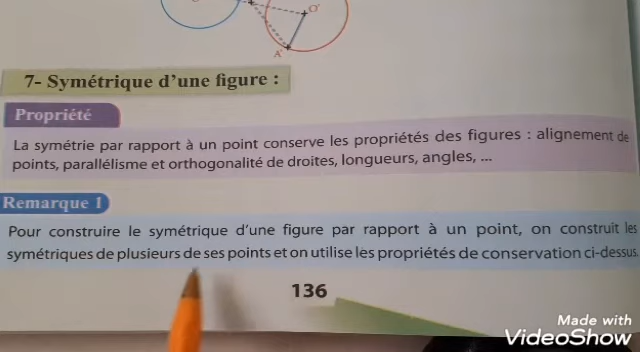 O'
A'
7- Symétrique d'une figure :
Propriété
La symétrie par rapport à un point conserve les propriétés des figures : alignement de
points, parallélisme et orthogonalité de droites, longueurs, angles, ...
Remarque 1
Pour construire le symétrique d'une figure par rapport à un point, on construit les
symétriques de plusieurs de ses points et on utilise les propriétés de conservation ci-dessus.
136
Made with
VideoShow